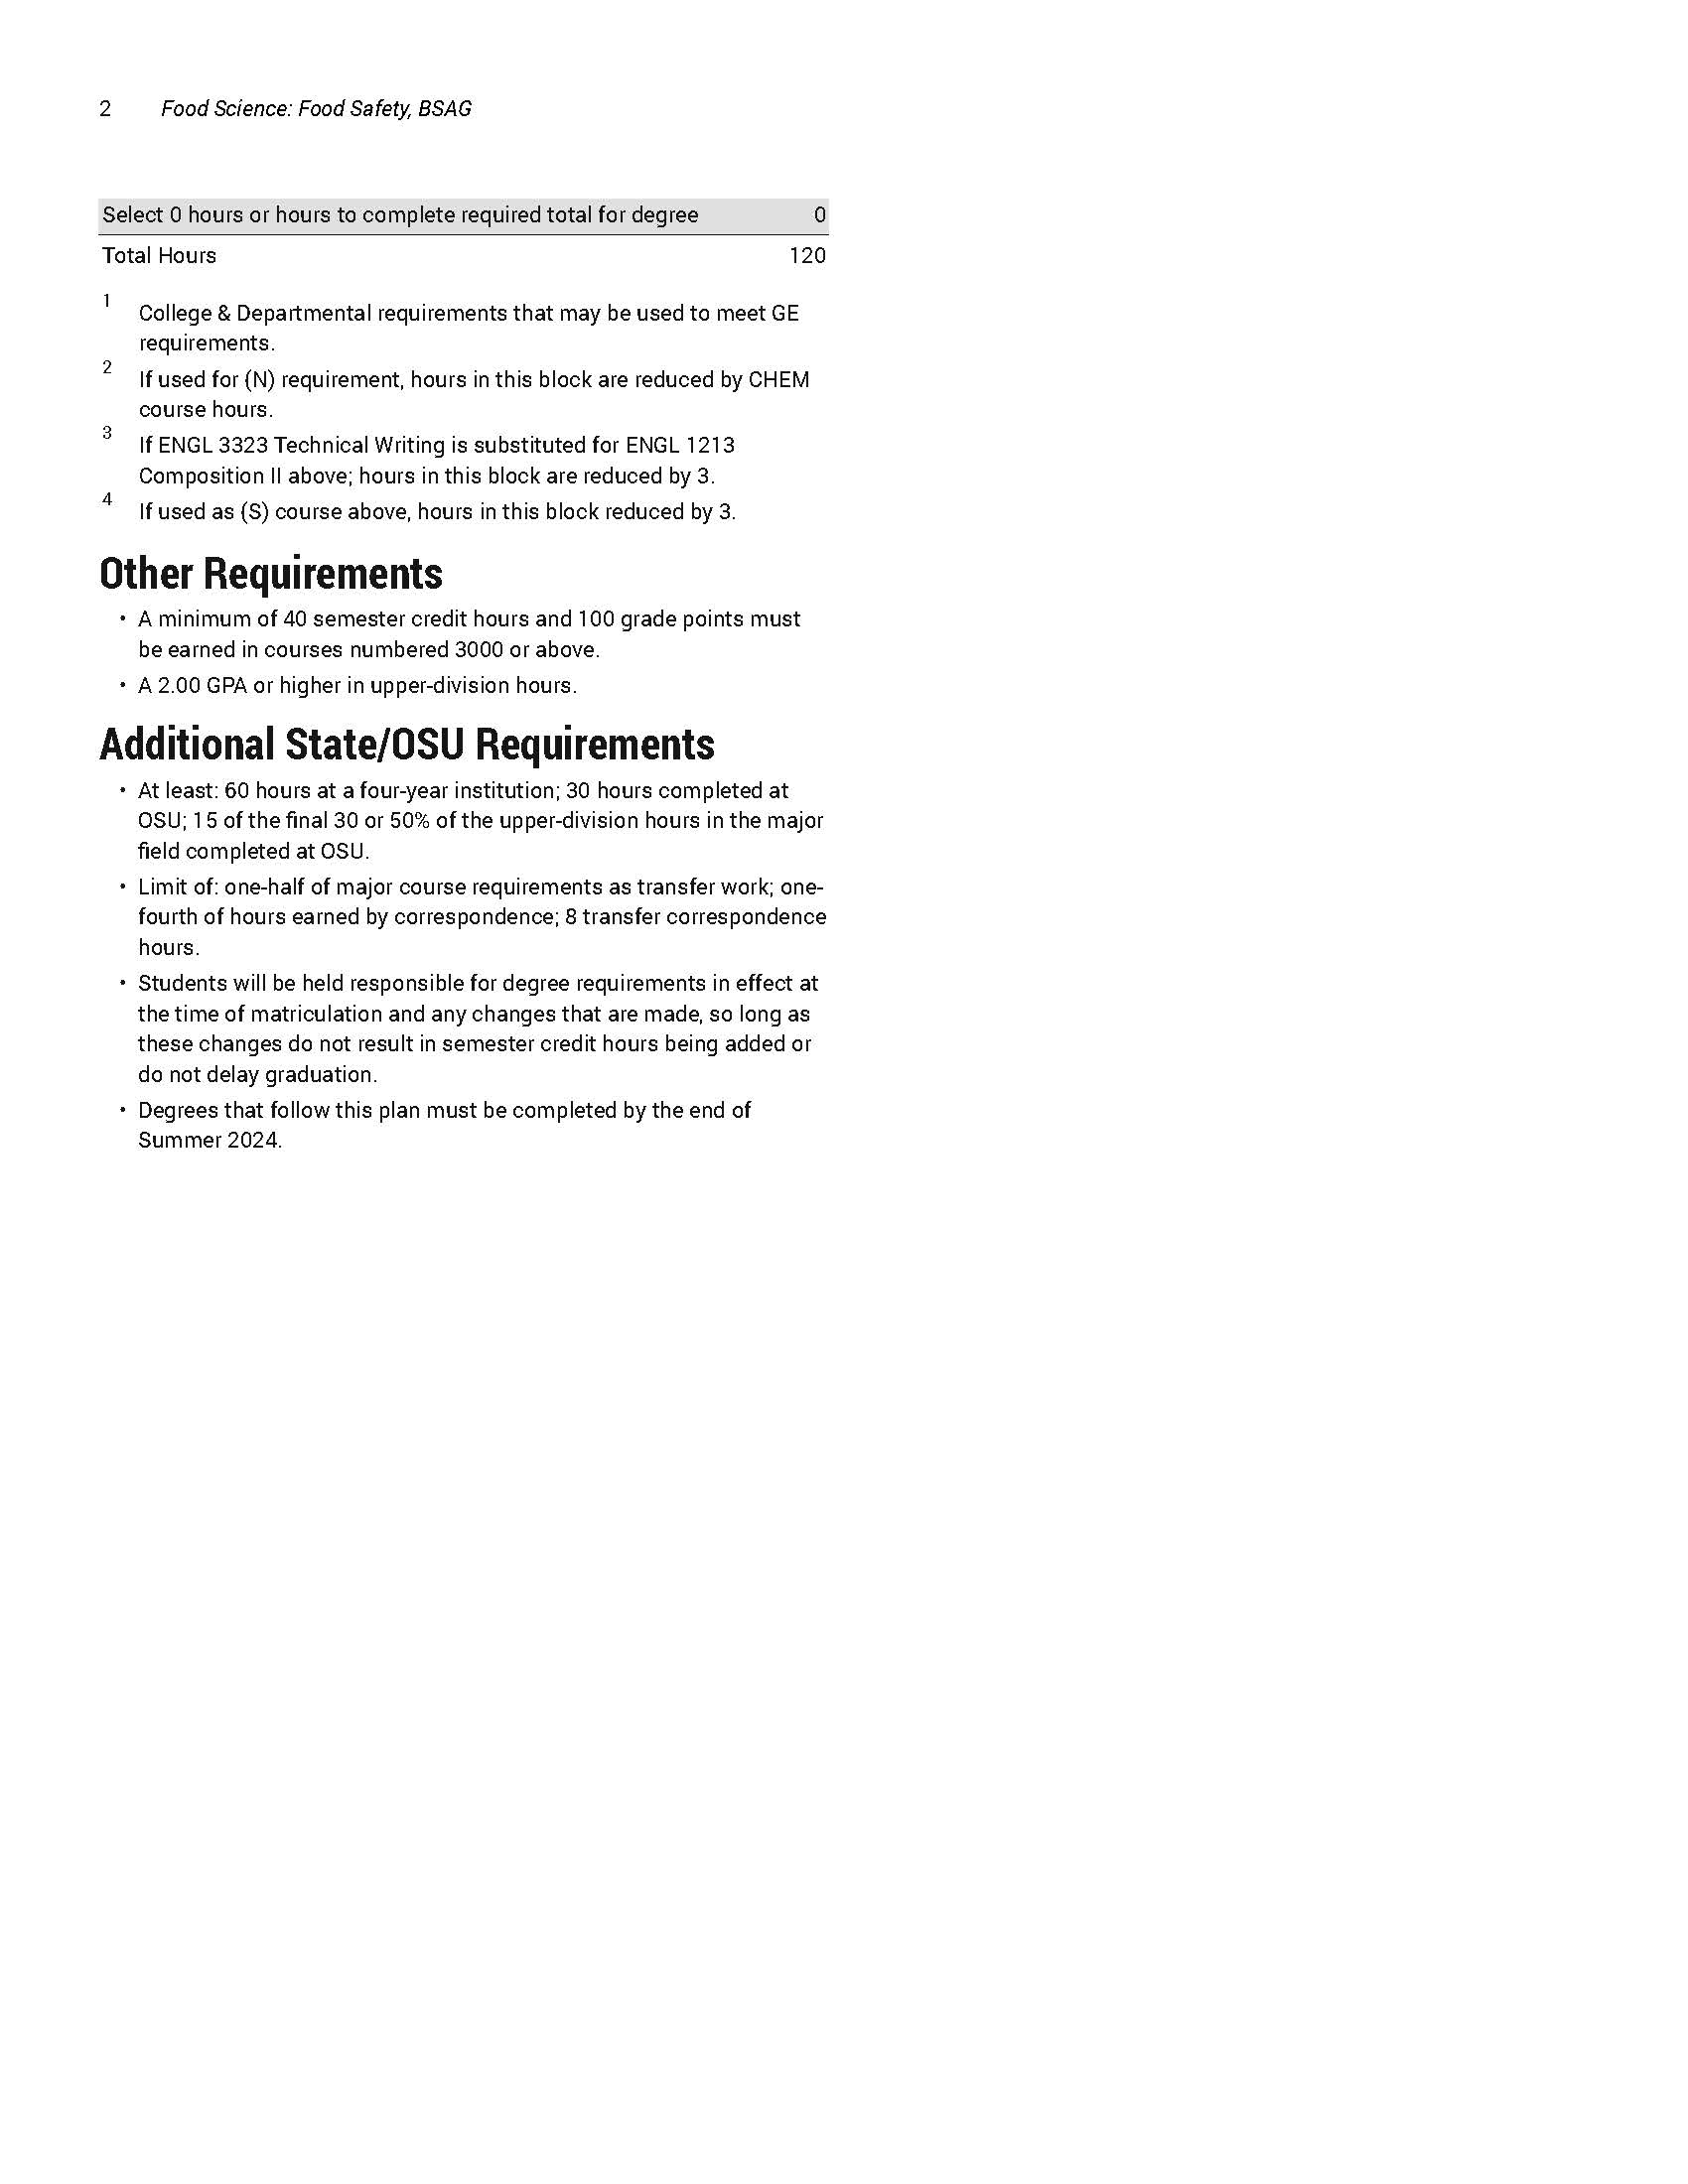 2 Food Science: Food Safety, BSAG
Select 0 hours or hours to complete required total for degree 0
Total Hours 120
1 College & Departmental requirements that may be used to meet GE
requirements.
2 If used for (N) requirement, hours in this block are reduced by CHEM
course hours.
3 If ENGL 3323 Technical Writing is substituted for ENGL 1213
Composition II above; hours in this block are reduced by 3.
4 If used as (S) course above, hours in this block reduced by 3.
Other Requirements
• A minimum of 40 semester credit hours and 100 grade points must
be earned in courses numbered 3000 or above.
• A 2.00 GPA or higher in upper-division hours.
Additional State/OSU Requirements
• At least: 60 hours at a four-year institution; 30 hours completed at
OSU; 15 of the final 30 or 50% of the upper-division hours in the major
field completed at OSU.
• Limit of: one-half of major course requirements as transfer work; one-
fourth of hours earned by correspondence; 8 transfer correspondence
hours.
• Students will be held responsible for degree requirements in effect at
the time of matriculation and any changes that are made, so long as
these changes do not result in semester credit hours being added or
do not delay graduation.
• Degrees that follow this plan must be completed by the end of
Summer 2024.